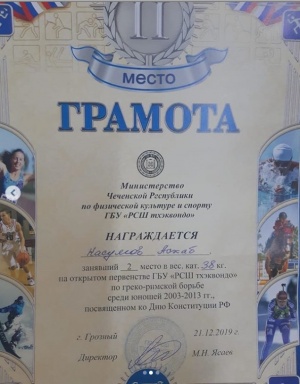 II
МЕСТО
ГРАМОТА
Министерство
Чеченской Республики
по физической культуре и спорту
ГБУ «РСШ тхэквондо»
НАГРАЖДАЕТСЯ
занявший 2 место в вес. кат. 38 кг.
на открытом первенстве ГБУ «РСШ тхэквондо»
по греко-римской борьбе
среди юношей 2003-2013 гг.,
посвященном ко Дню Конституции РФ
г. Грозный 21.12.2019 г.
Директор М.Н. Ясаев